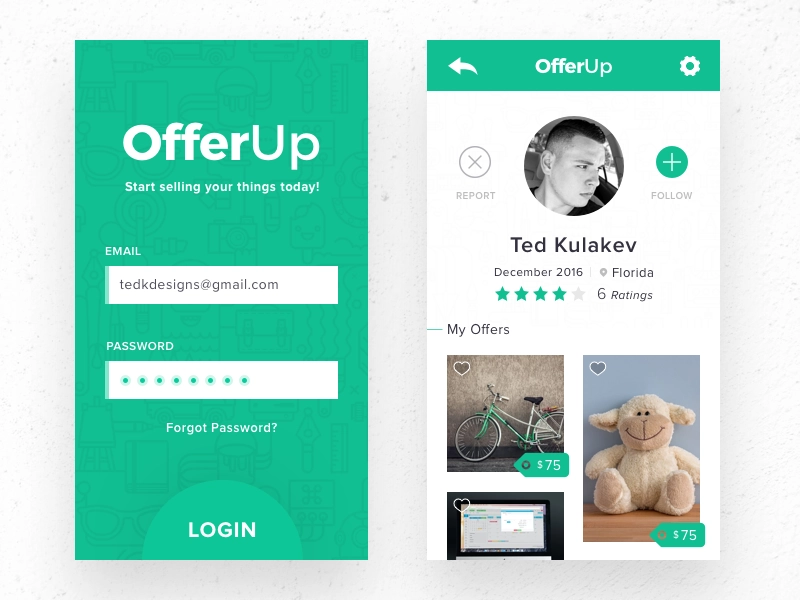 OfferUp
Start selling your things today!
EMAIL
tedkdesigns@gmail.com
PASSWORD
Forgot Password?
LOGIN
OfferUp
REPORT
FOLLOW
Ted Kulakev
December 2016
Florida
6 Ratings
My Offers
$75
$75